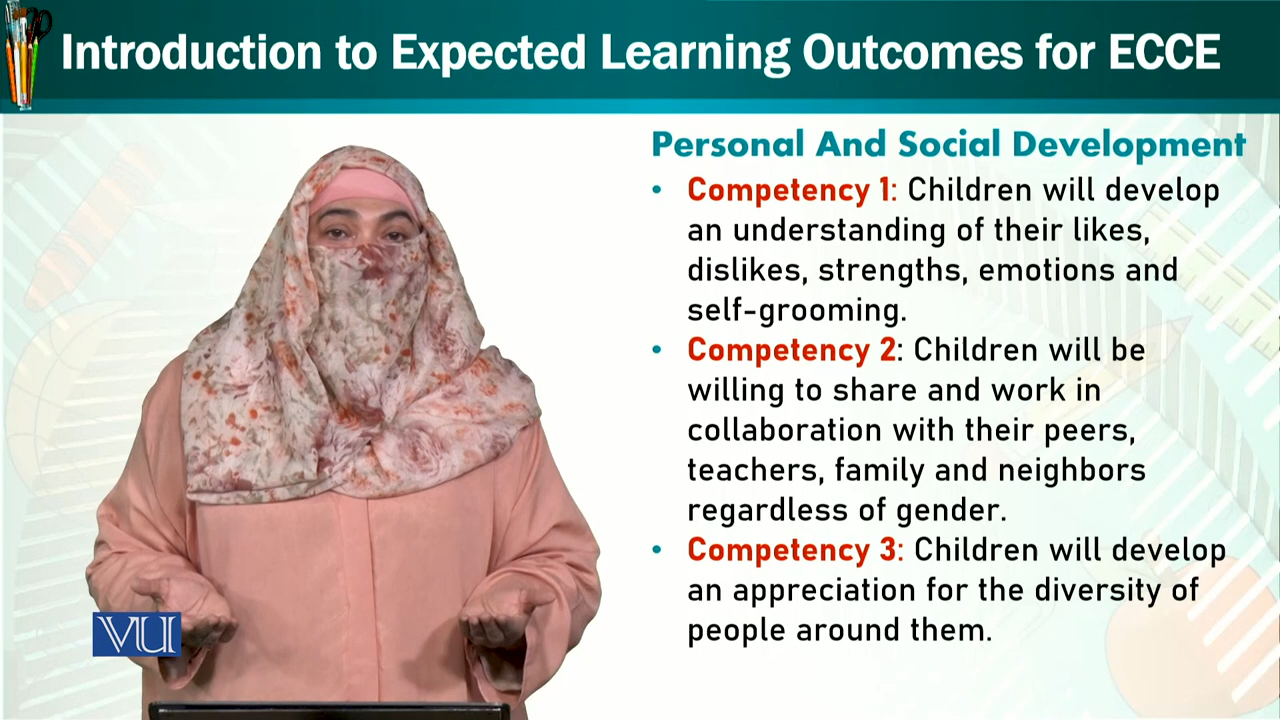 Introduction to Expected Learning Outcomes for ECCE
Personal And Social Development
• Competency 1: Children will develop
an understanding of their likes,
dislikes, strengths, emotions and
self-grooming.
• Competency 2: Children will be
willing to share and work in
collaboration with their peers,
teachers, family and neighbors
regardless of gender.
• Competency 3: Children will develop
an appreciation for the diversity of
people around them.
VU